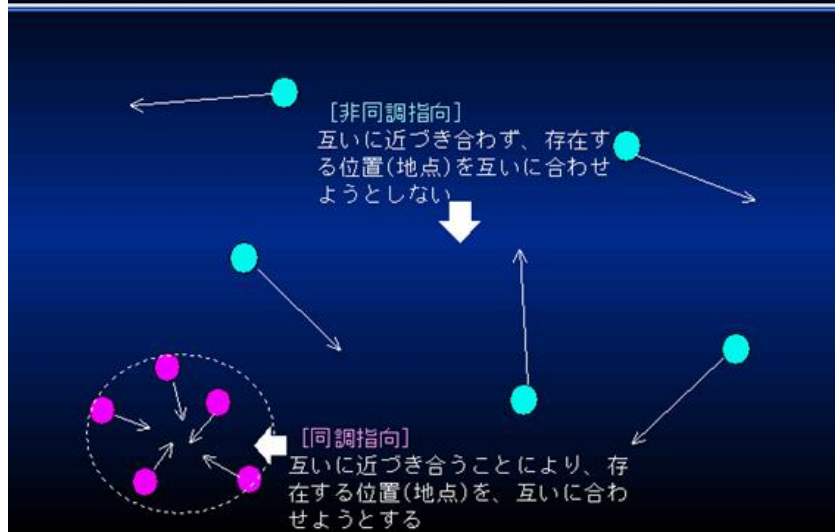 [非同調指向]
互いに近づき合わず、存在す
る位置(地点)を互いに合わせ
ようとしない
[同調指向]
互いに近づき合うことにより、存
在する位置(地点)を、互いに合わ
せようとする